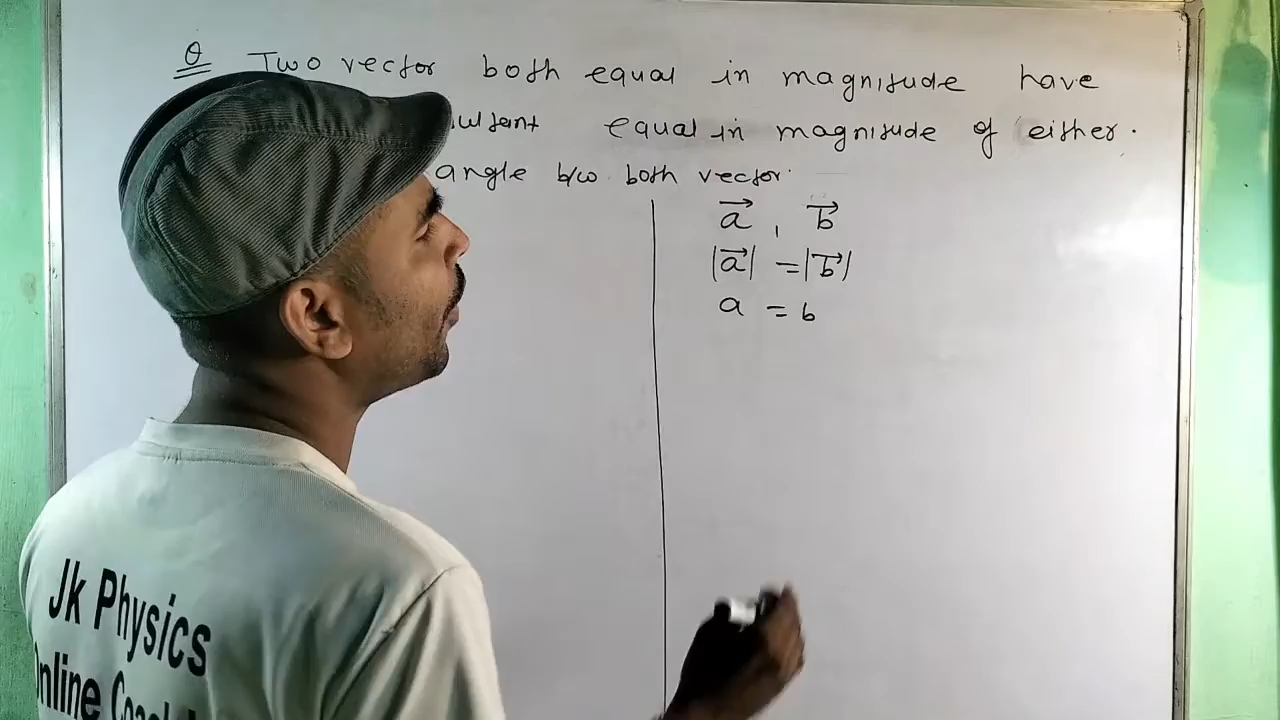 Q Two vector both equal in magnitude have
equal in magnitude of either.
angle b/w both vector.
a⃗ , b⃗
|a⃗| = |b⃗|
a = b
Jk Physics
Online